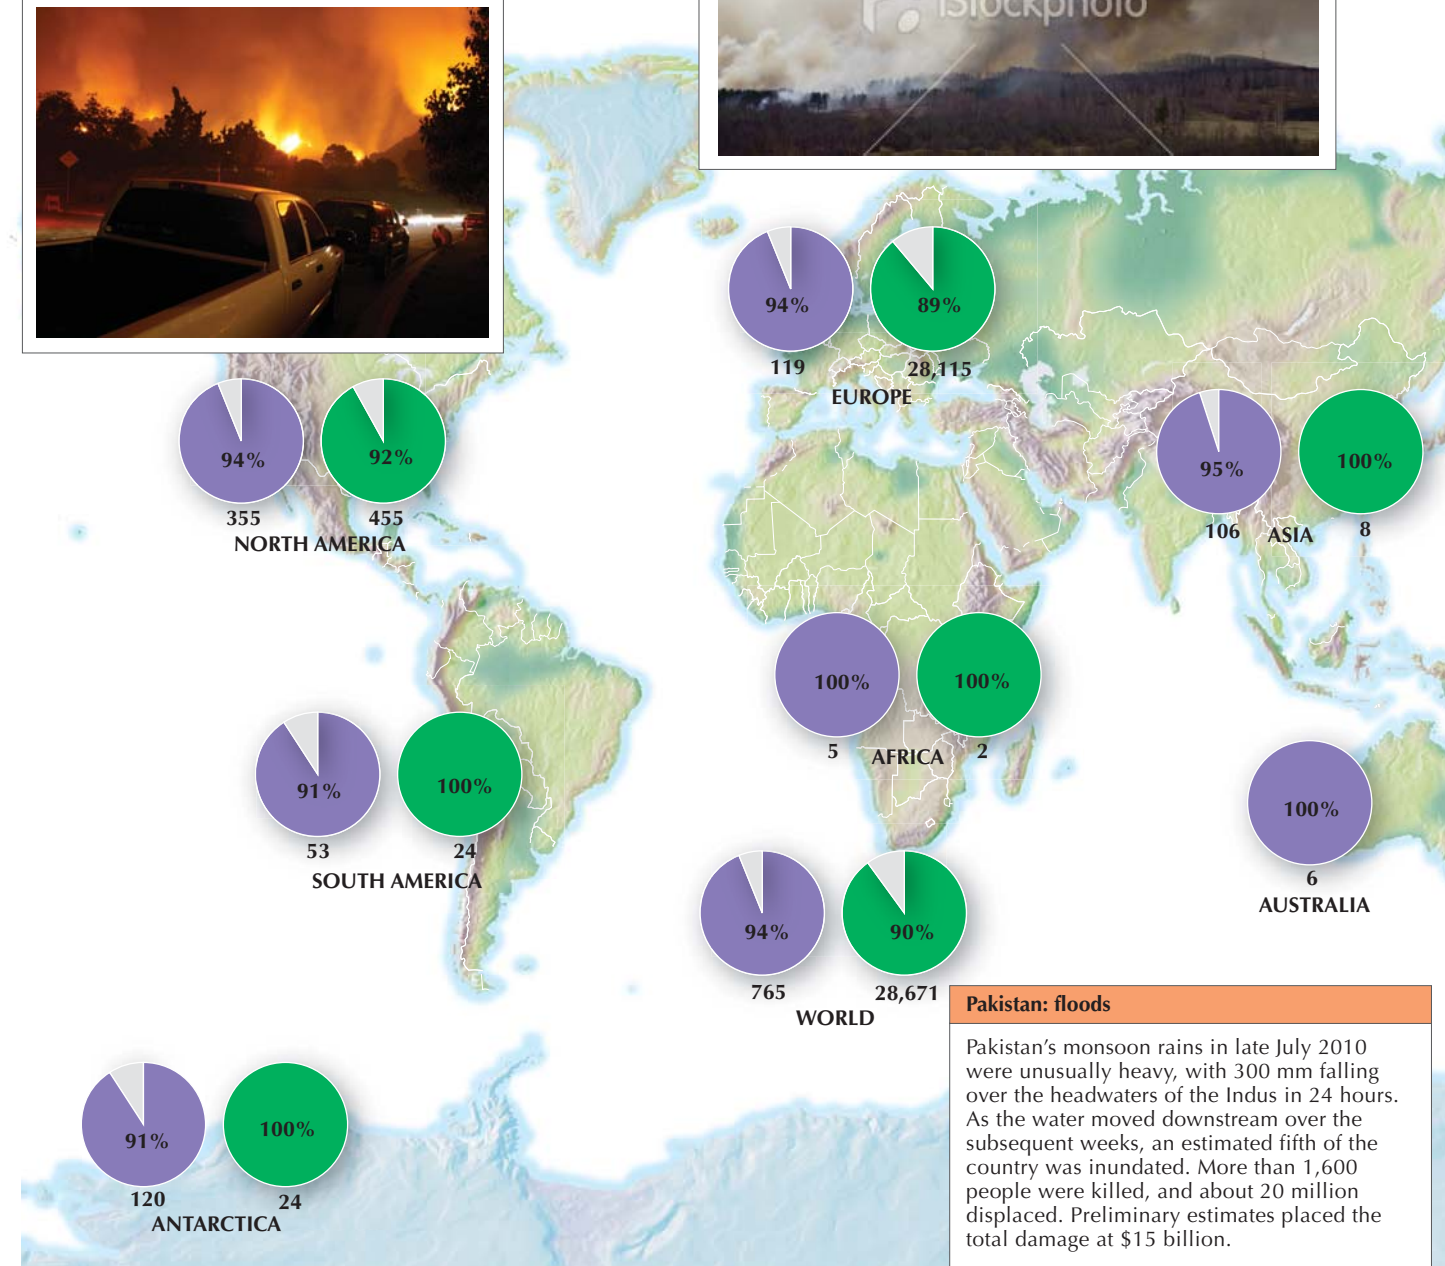 iStockphoto
94%
89%
119
28,115
EUROPE
94%
92%
355
455
NORTH AMERICA
95%
100%
106
ASIA
8
100%
100%
5
AFRICA
2
91%
100%
53
24
SOUTH AMERICA
100%
6
AUSTRALIA
94%
90%
765
28,671
WORLD
91%
100%
120
24
ANTARCTICA
Pakistan: floods
Pakistan's monsoon rains in late July 2010
were unusually heavy, with 300 mm falling
over the headwaters of the Indus in 24 hours.
As the water moved downstream over the
subsequent weeks, an estimated fifth of the
country was inundated. More than 1,600
people were killed, and about 20 million
displaced. Preliminary estimates placed the
total damage at $15 billion.